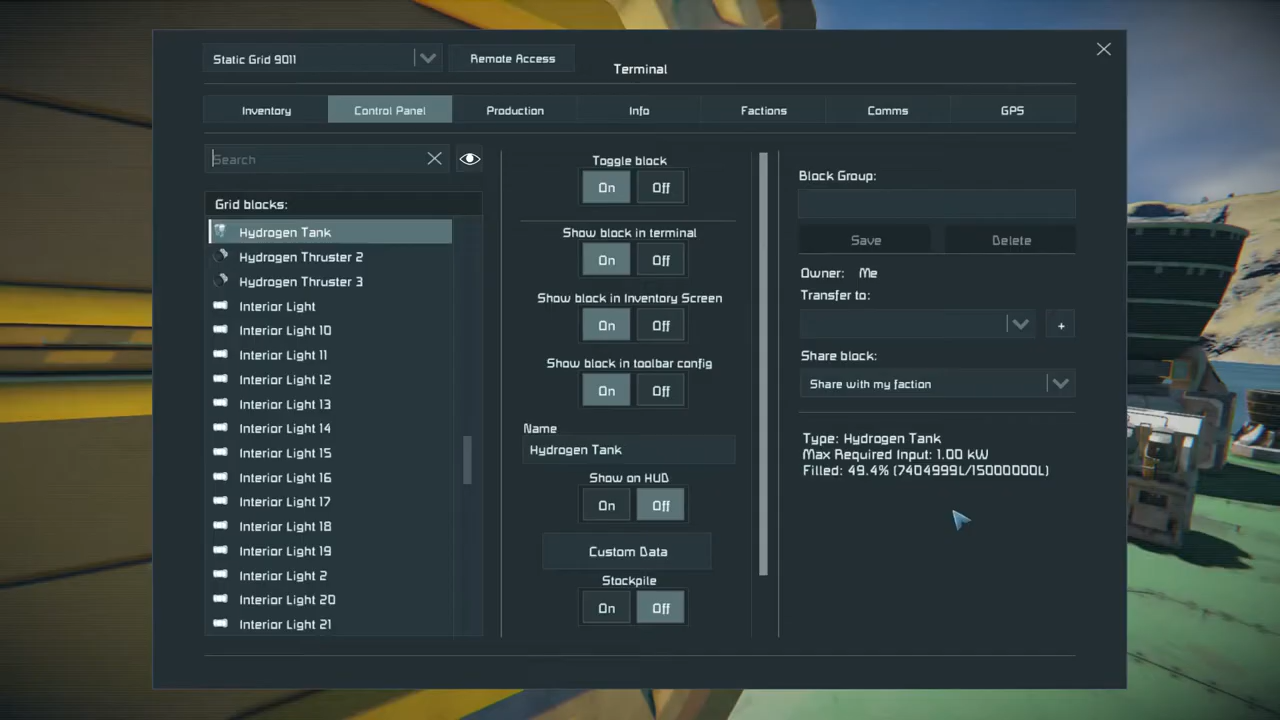 Static Grid 9011
Remote Access
Terminal
Inventory
Control Panel
Production
Info
Factions
Comms
GPS
Search
Grid blocks:
Hydrogen Tank
Hydrogen Thruster 2
Hydrogen Thruster 3
Interior Light
Interior Light 10
Interior Light 11
Interior Light 12
Interior Light 13
Interior Light 14
Interior Light 15
Interior Light 16
Interior Light 17
Interior Light 18
Interior Light 19
Interior Light 2
Interior Light 20
Interior Light 21
Toggle block
On Off
Show block in terminal
On Off
Show block in Inventory Screen
On Off
Show block in toolbar config
On Off
Name
Hydrogen Tank
Show on HUD
On Off
Custom Data
Stockpile
On Off
Block Group:
Save
Delete
Owner: Me
Transfer to:
+
Share block:
Share with my faction
Type: Hydrogen Tank
Max Required Input: 1.00 kW
Filled: 49.4% (7404999L/15000000L)